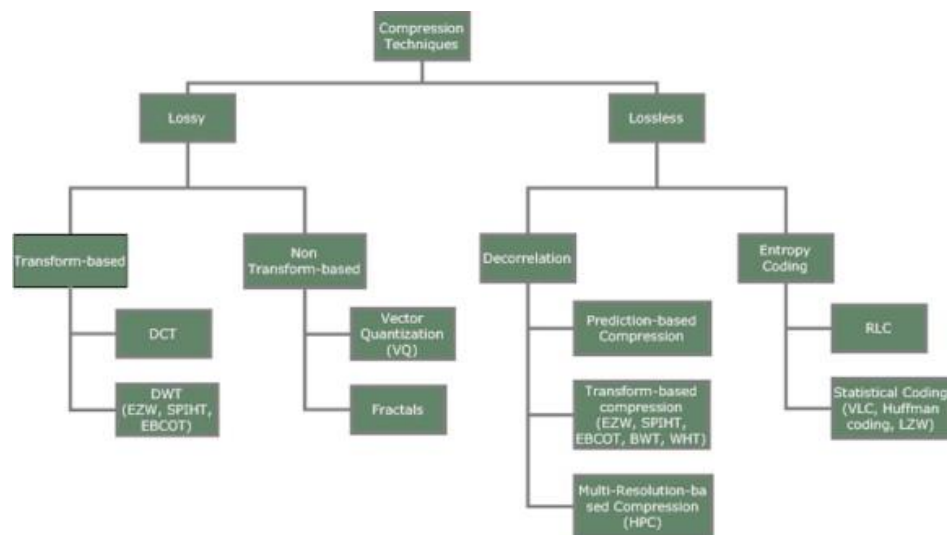 Compression
Techniques
Lossy
Lossless
Transform-based
Non
Transform-based
Decorrelation
Entropy
Coding
DCT
DWT
(EZW, SPIHT,
EBCOT)
Vector
Quantization
(VQ)
Fractals
Prediction-based
Compression
Transform-based
compression
(EZW, SPIHT,
EBCOT, BWT, WHT)
Multi-Resolution-ba
sed Compression
(HPC)
RLC
Statistical Coding
(VLC, Huffman
coding, LZW)